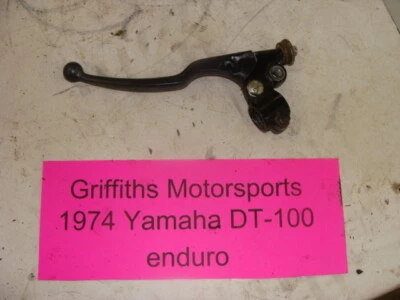 Griffiths Motorsports
1974 Yamaha DT-100
enduro